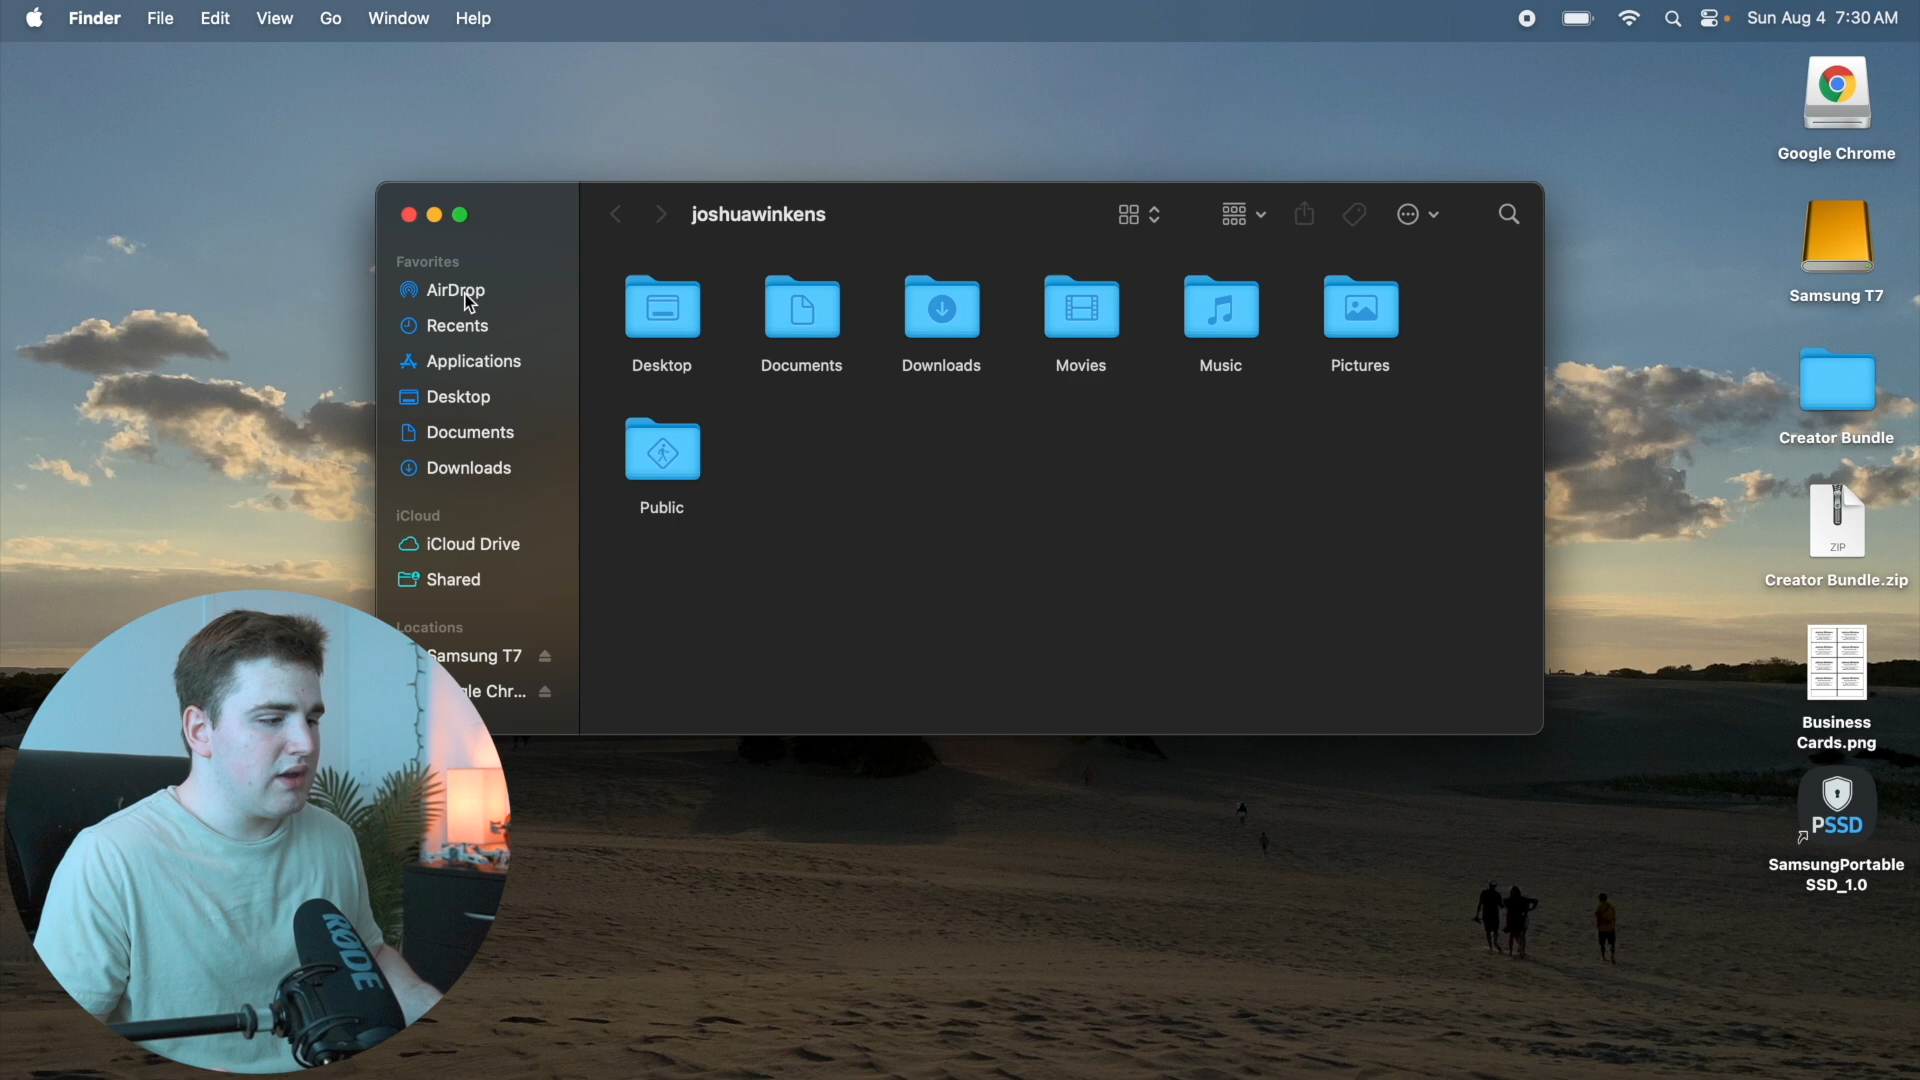 Finder File Edit View Go Window Help
Sun Aug 4 7:30 AM
Google Chrome
Samsung T7
Creator Bundle
ZIP
Creator Bundle.zip
Business
Cards.png
PSSD
SamsungPortable
SSD_1.0
joshuawinkens
Favorites
AirDrop
Recents
Applications
Desktop
Documents
Downloads
iCloud
iCloud Drive
Shared
Locations
Samsung T7
le Chr...
Desktop
Documents
Downloads
Movies
Music
Pictures
Public
RØDE